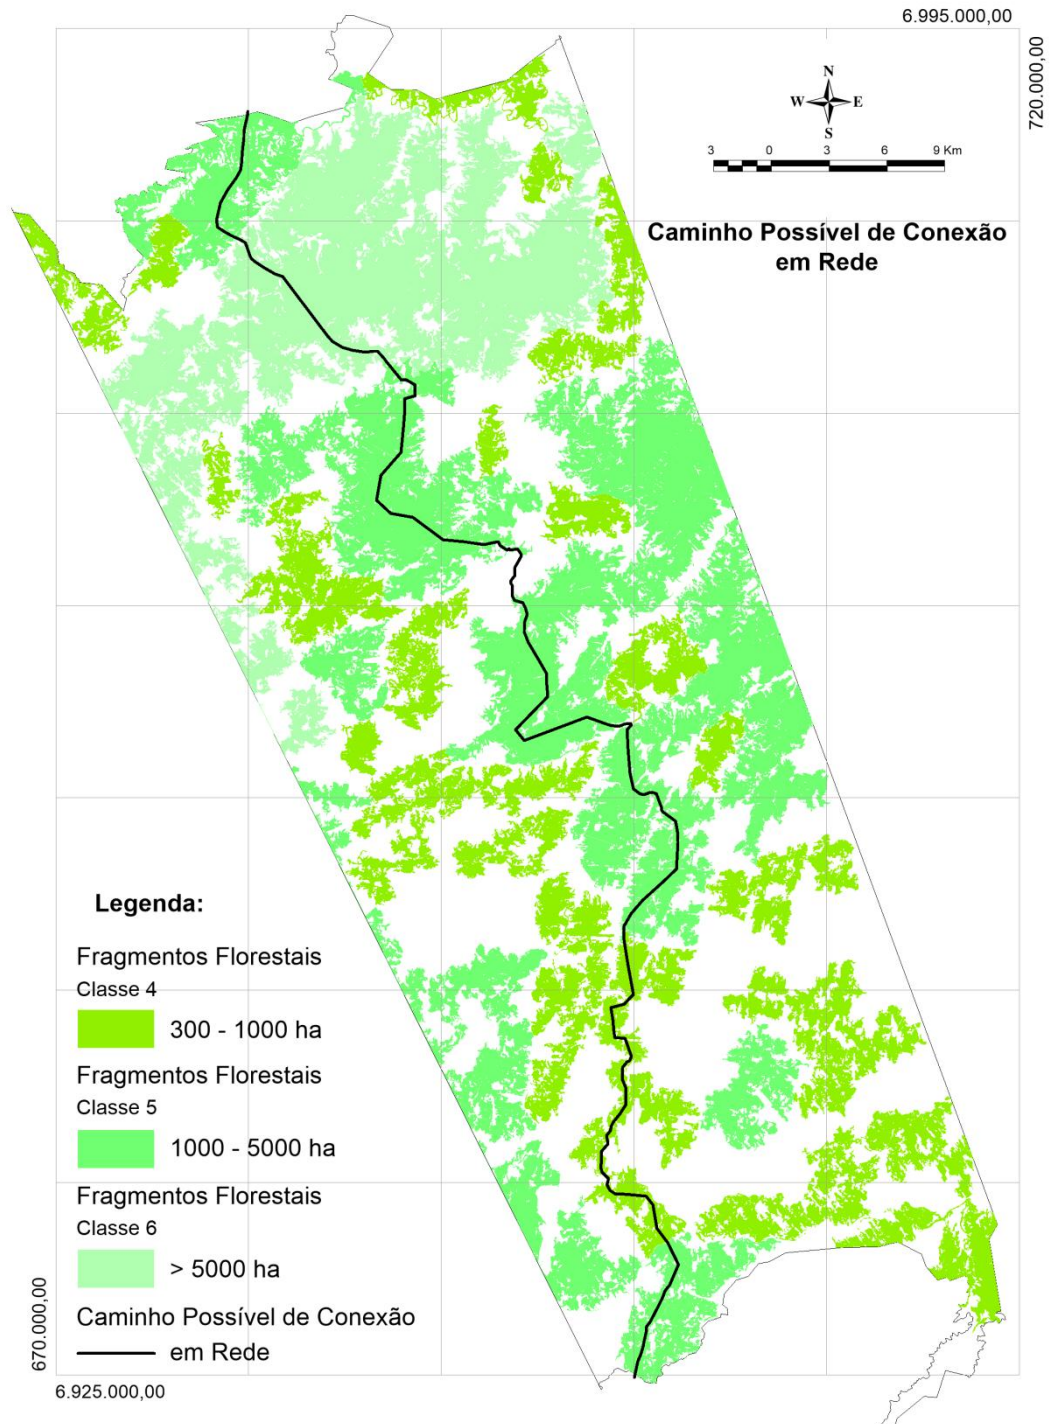 6.995.000,00
720.000,00
N
W E
S
3 0 3 6 9 Km
Caminho Possível de Conexão
em Rede
Legenda:
Fragmentos Florestais
Classe 4
300 - 1000 ha
Fragmentos Florestais
Classe 5
1000 - 5000 ha
Fragmentos Florestais
Classe 6
> 5000 ha
Caminho Possível de Conexão
em Rede
670.000,00
6.925.000,00